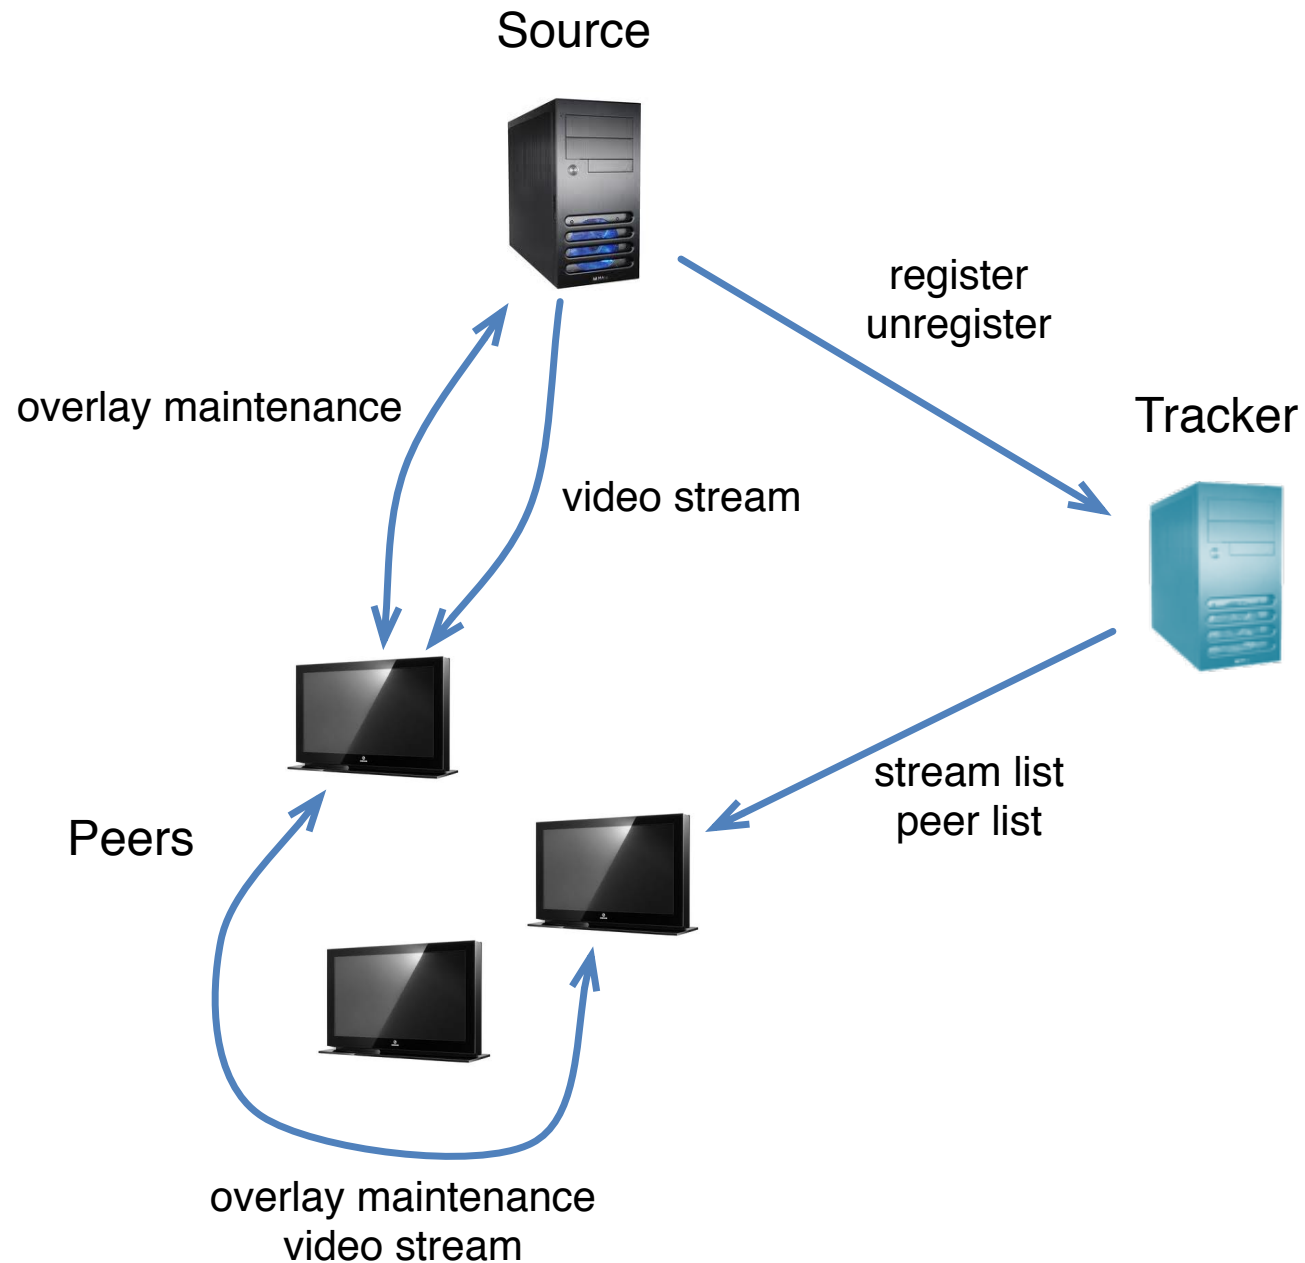 Source
register
unregister
overlay maintenance
Tracker
video stream
stream list
peer list
Peers
overlay maintenance
video stream